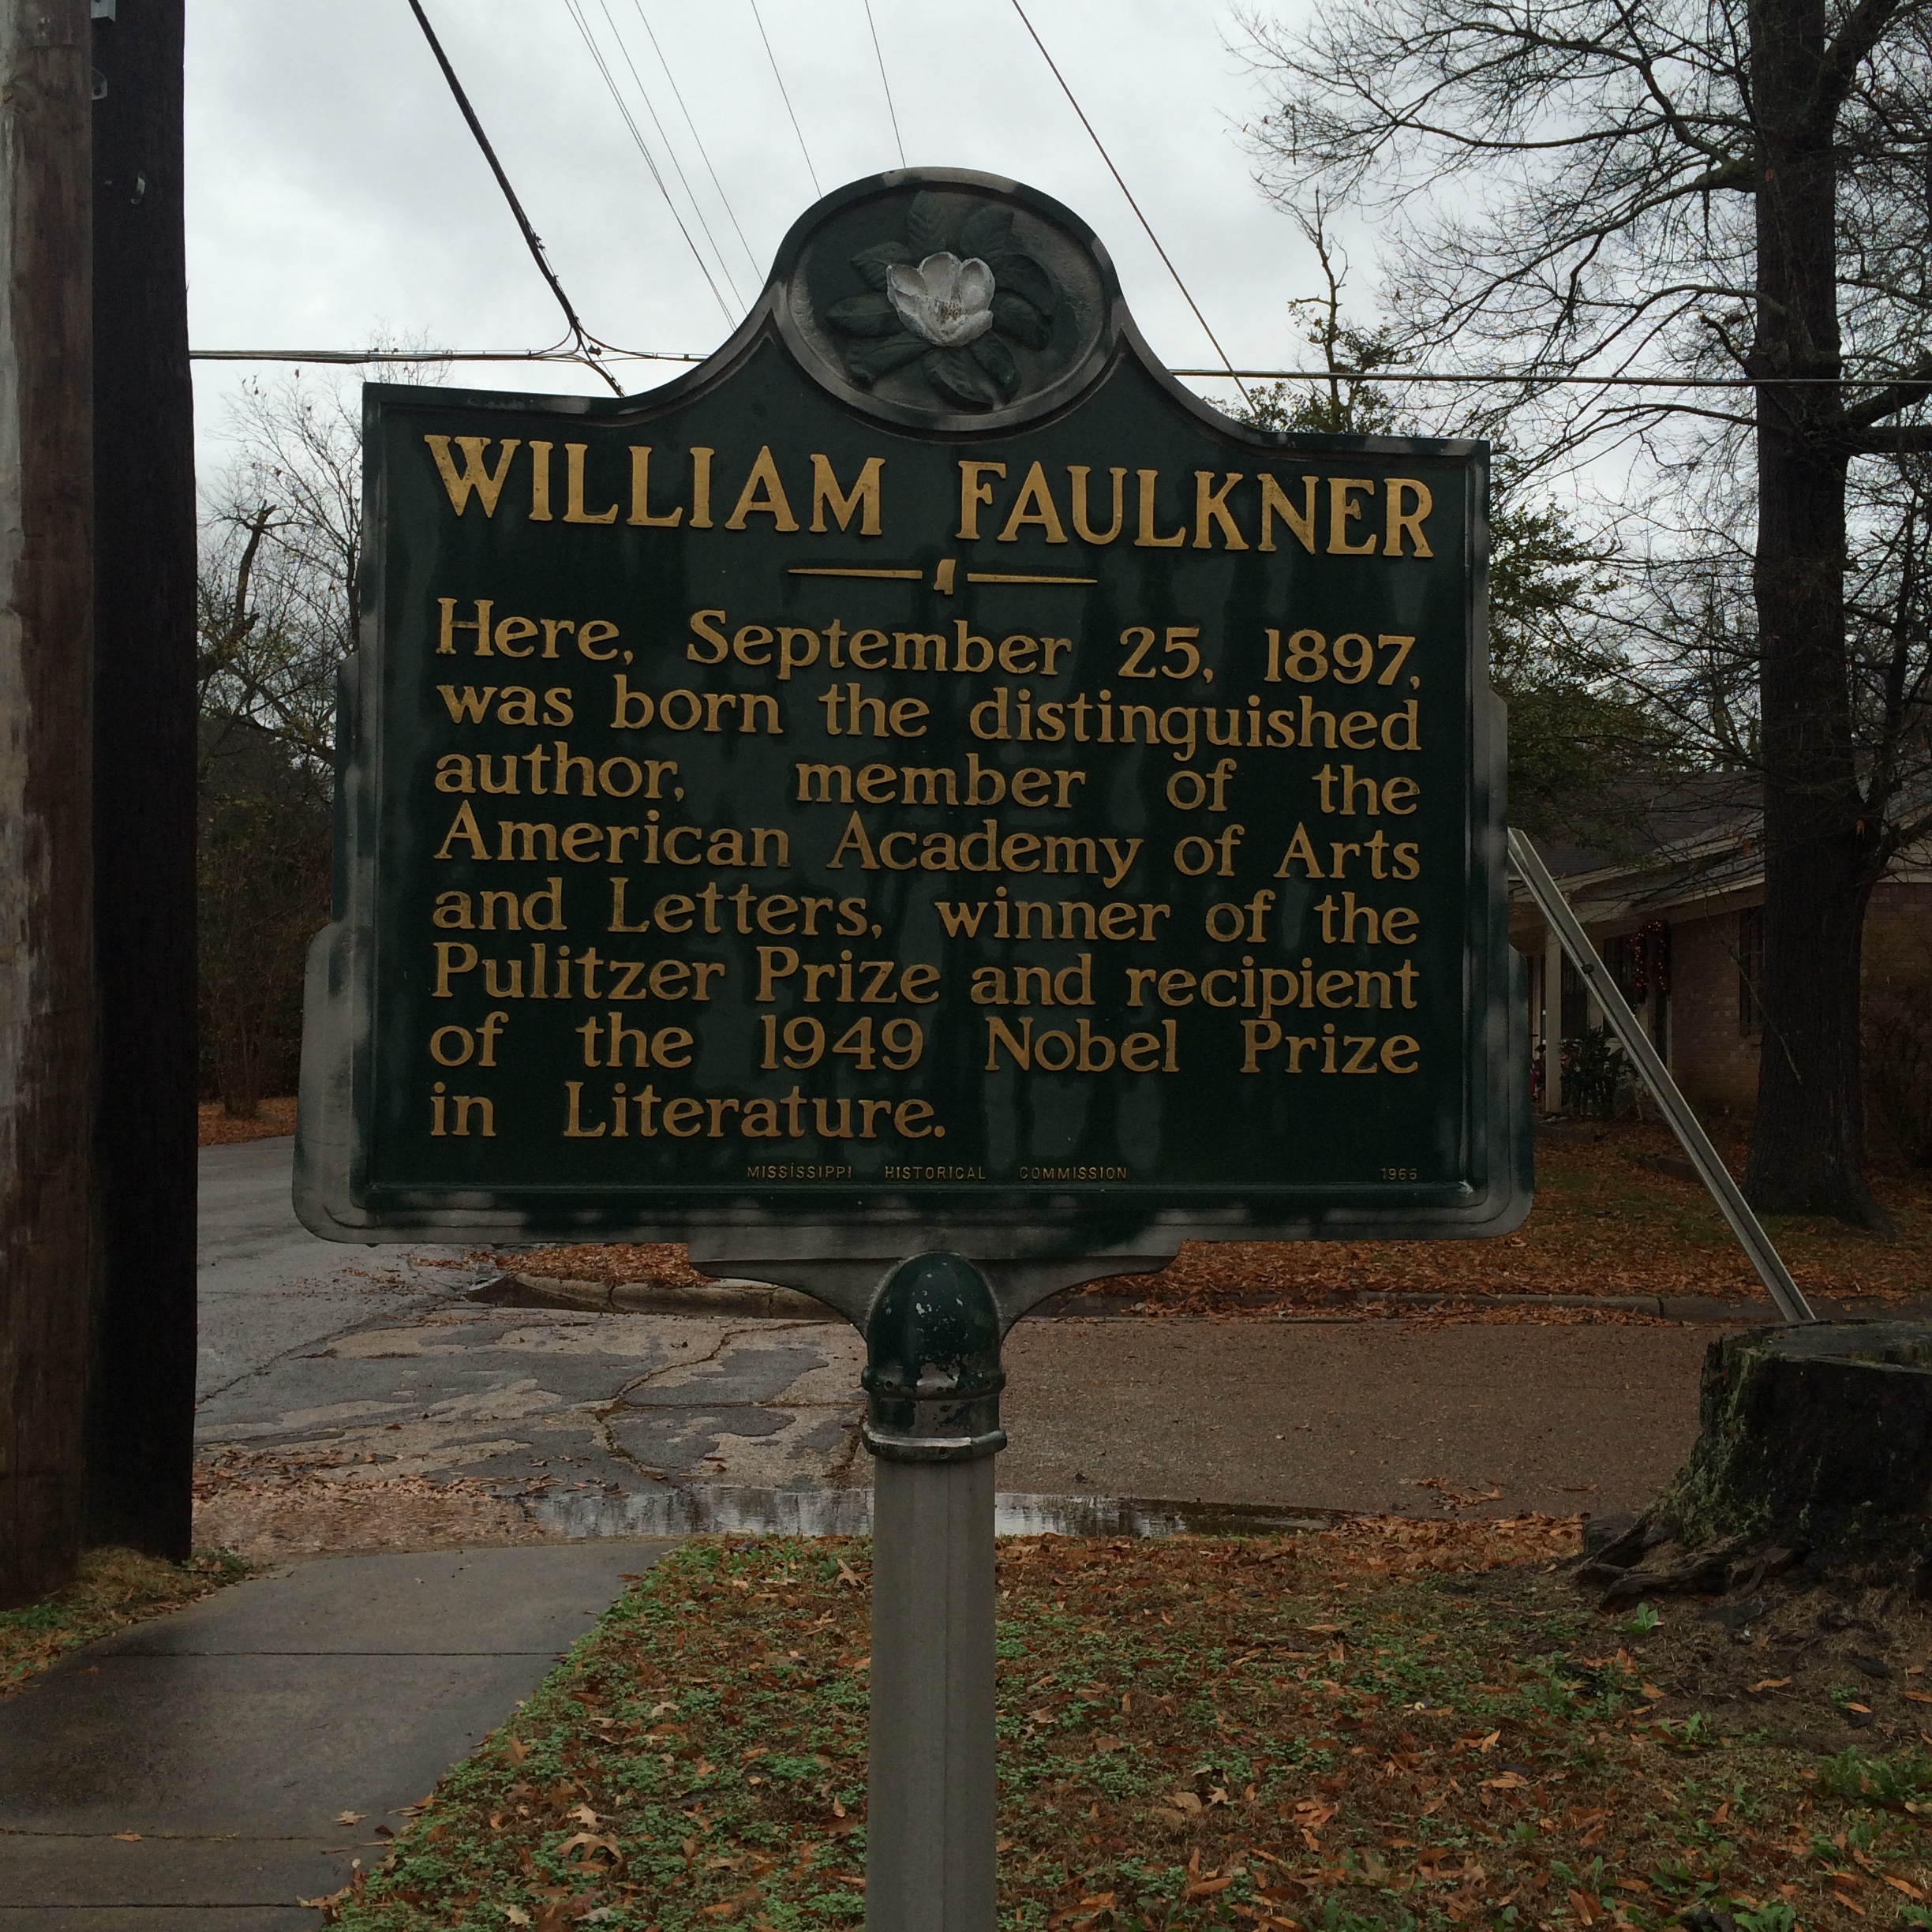 WILLIAM FAULKNER
Here, September 25, 1897,
was born the distinguished
author, member of the
American Academy of Arts
and Letters, winner of the
Pulitzer Prize and recipient
of the 1949 Nobel Prize
in Literature.
MISSISSIPPI HISTORICAL COMMISSION 1966